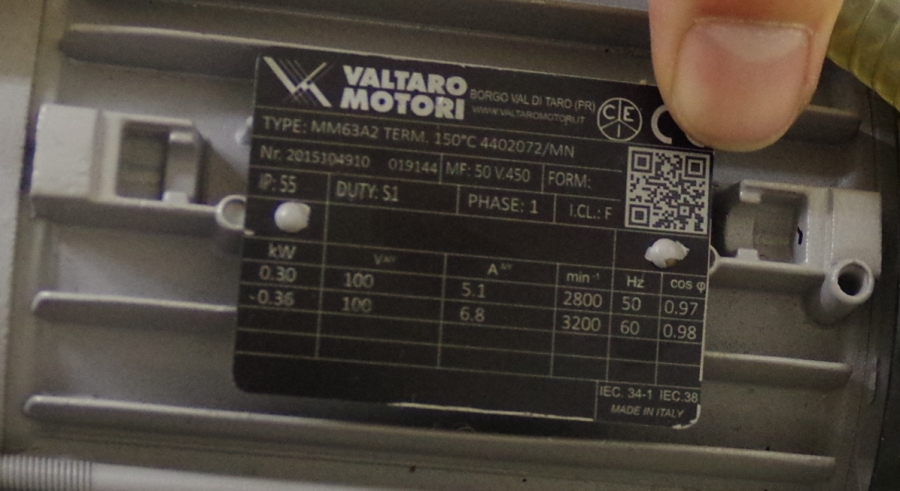 VALTARO
MOTORI
BORGO VAL DI TARO (PR)
WWW.VALTAROMOTORI.IT
CEI
C
TYPE: MM63A2 TERM. 150°C 4402072/MN
Nr. 2015104910 019144 MF: 50 V.450 FORM:
IP: 55 DUTY: S1 PHASE: 1 I.CL.: F
kW V A min⁻¹ Hz cos φ
0.30 100 5.1 2800 50 0.97
-0.36 100 6.8 3200 60 0.98
IEC. 34-1 IEC.38
MADE IN ITALY